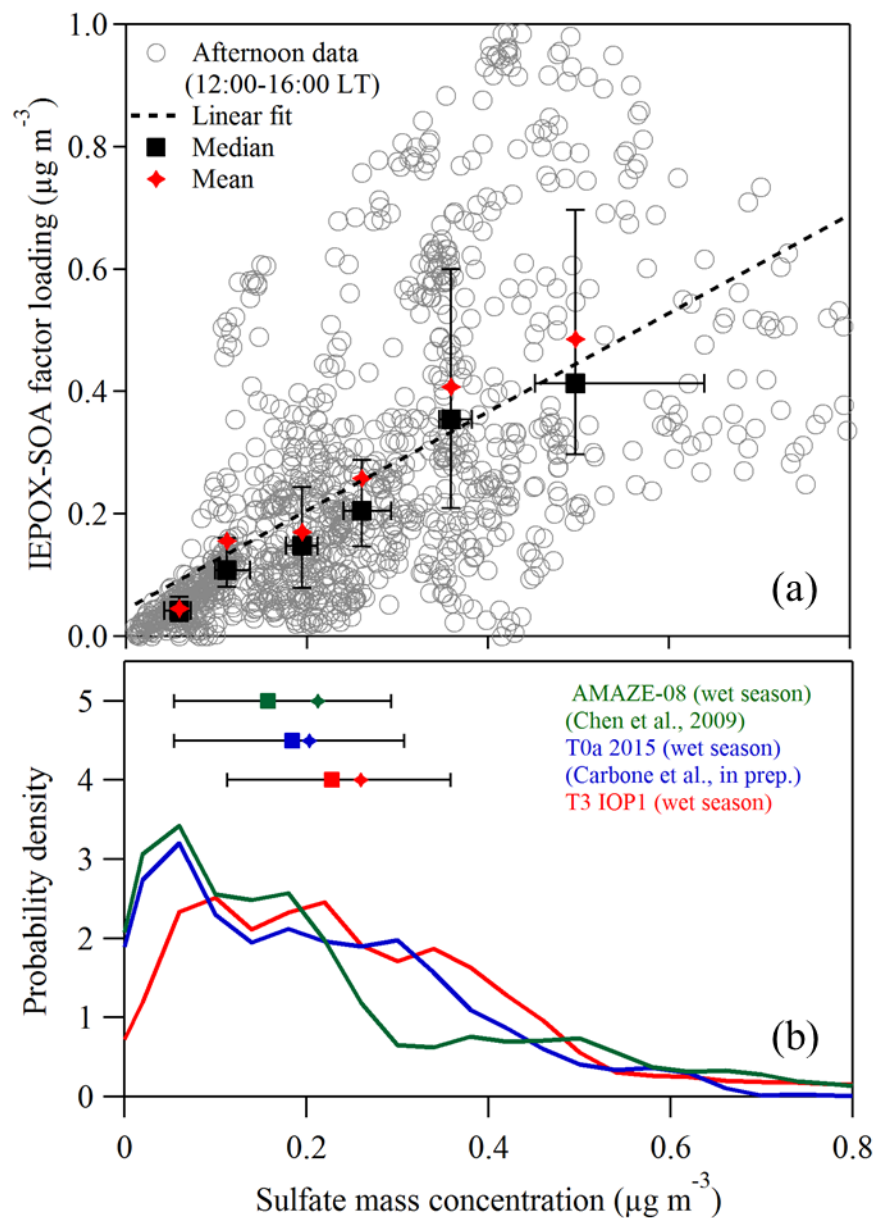 1.0
0.8
0.6
0.4
0.2
0.0
IEPOX-SOA factor loading (µg m⁻³)
Afternoon data
(12:00-16:00 LT)
Linear fit
Median
Mean
(a)
5
4
3
2
1
0
Probability density
AMAZE-08 (wet season)
(Chen et al., 2009)
T0a 2015 (wet season)
(Carbone et al., in prep.)
T3 IOP1 (wet season)
(b)
0 0.2 0.4 0.6 0.8
Sulfate mass concentration (µg m⁻³)